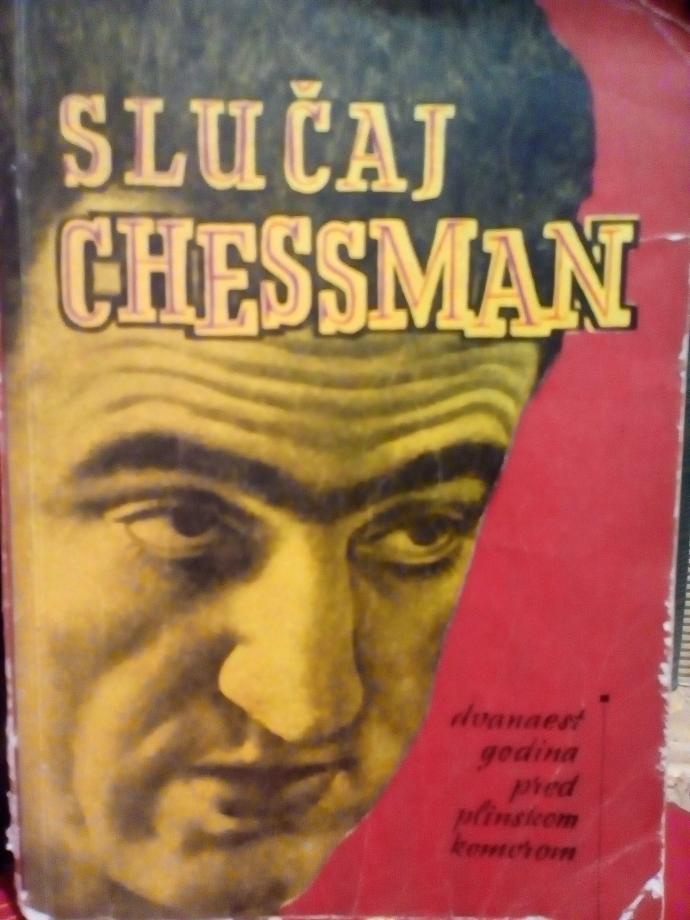 SLUČAJ
CHESSMAN
dvanaest
godina
pred
plinskom
komorom